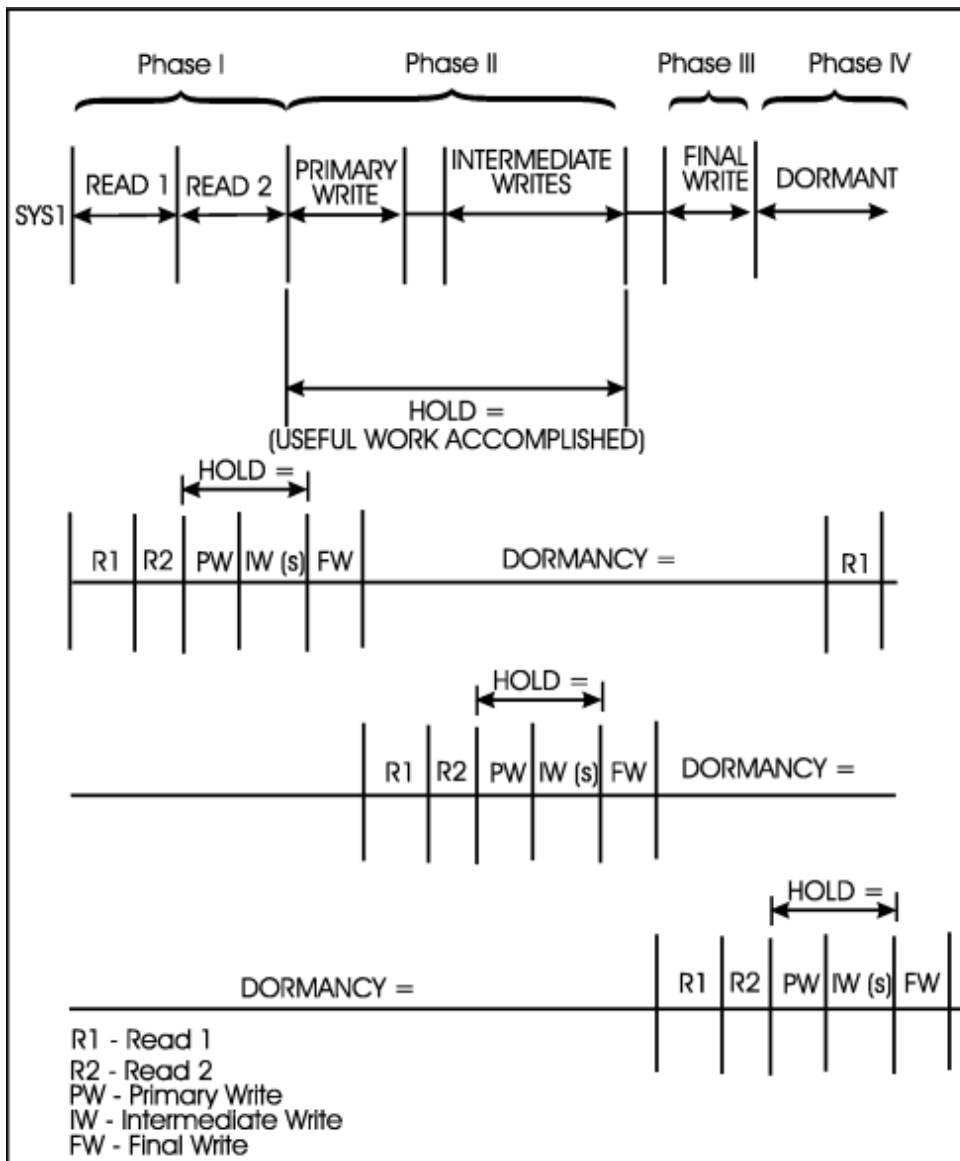 Phase I Phase II Phase III Phase IV
READ 1 READ 2 PRIMARY WRITE INTERMEDIATE WRITES FINAL WRITE DORMANT
SYS1
HOLD =
(USEFUL WORK ACCOMPLISHED)
HOLD =
R1 R2 PW IW (s) FW DORMANCY = R1
HOLD =
R1 R2 PW IW (s) FW DORMANCY =
HOLD =
DORMANCY = R1 R2 PW IW (s) FW
R1 - Read 1
R2 - Read 2
PW - Primary Write
IW - Intermediate Write
FW - Final Write